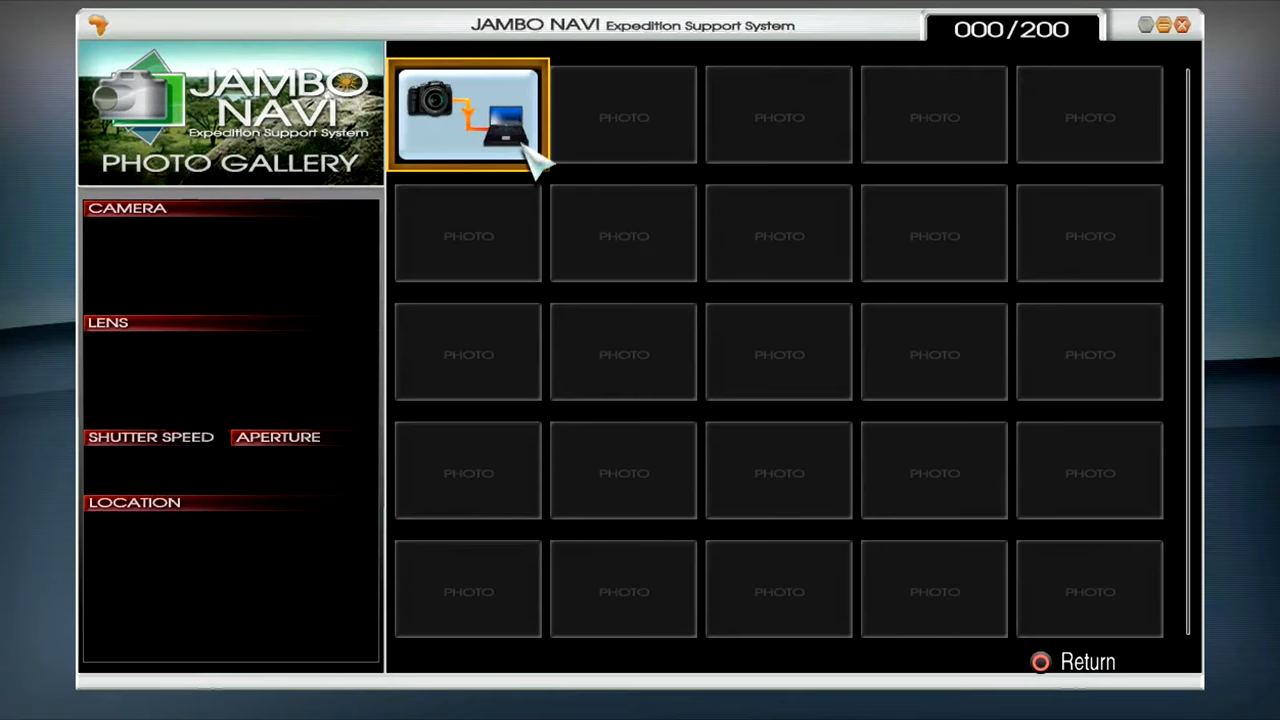 JAMBO NAVI Expedition Support System
000/200
JAMBO
NAVI
Expedition Support System
PHOTO GALLERY
CAMERA
LENS
SHUTTER SPEED APERTURE
LOCATION
PHOTO PHOTO PHOTO PHOTO
PHOTO PHOTO PHOTO PHOTO PHOTO
PHOTO PHOTO PHOTO PHOTO PHOTO
PHOTO PHOTO PHOTO PHOTO PHOTO
PHOTO PHOTO PHOTO PHOTO PHOTO
Return